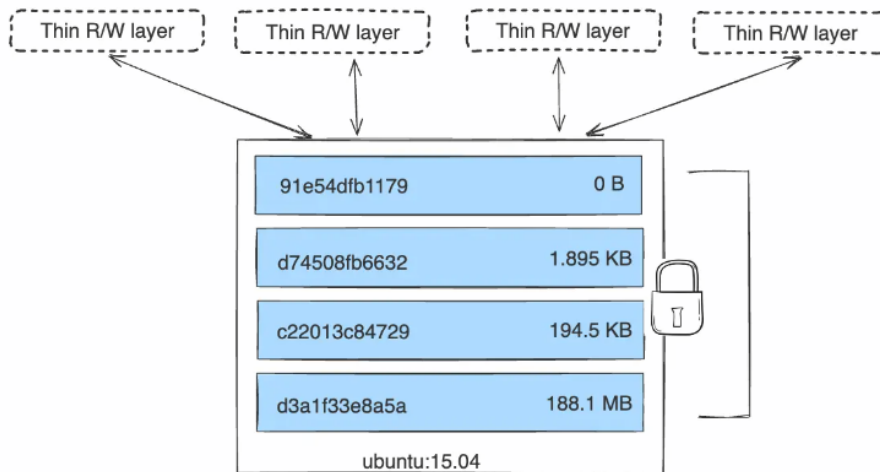 Thin R/W layer Thin R/W layer Thin R/W layer Thin R/W layer
91e54dfb1179 0 B
d74508fb6632 1.895 KB
c22013c84729 194.5 KB
d3a1f33e8a5a 188.1 MB
ubuntu:15.04